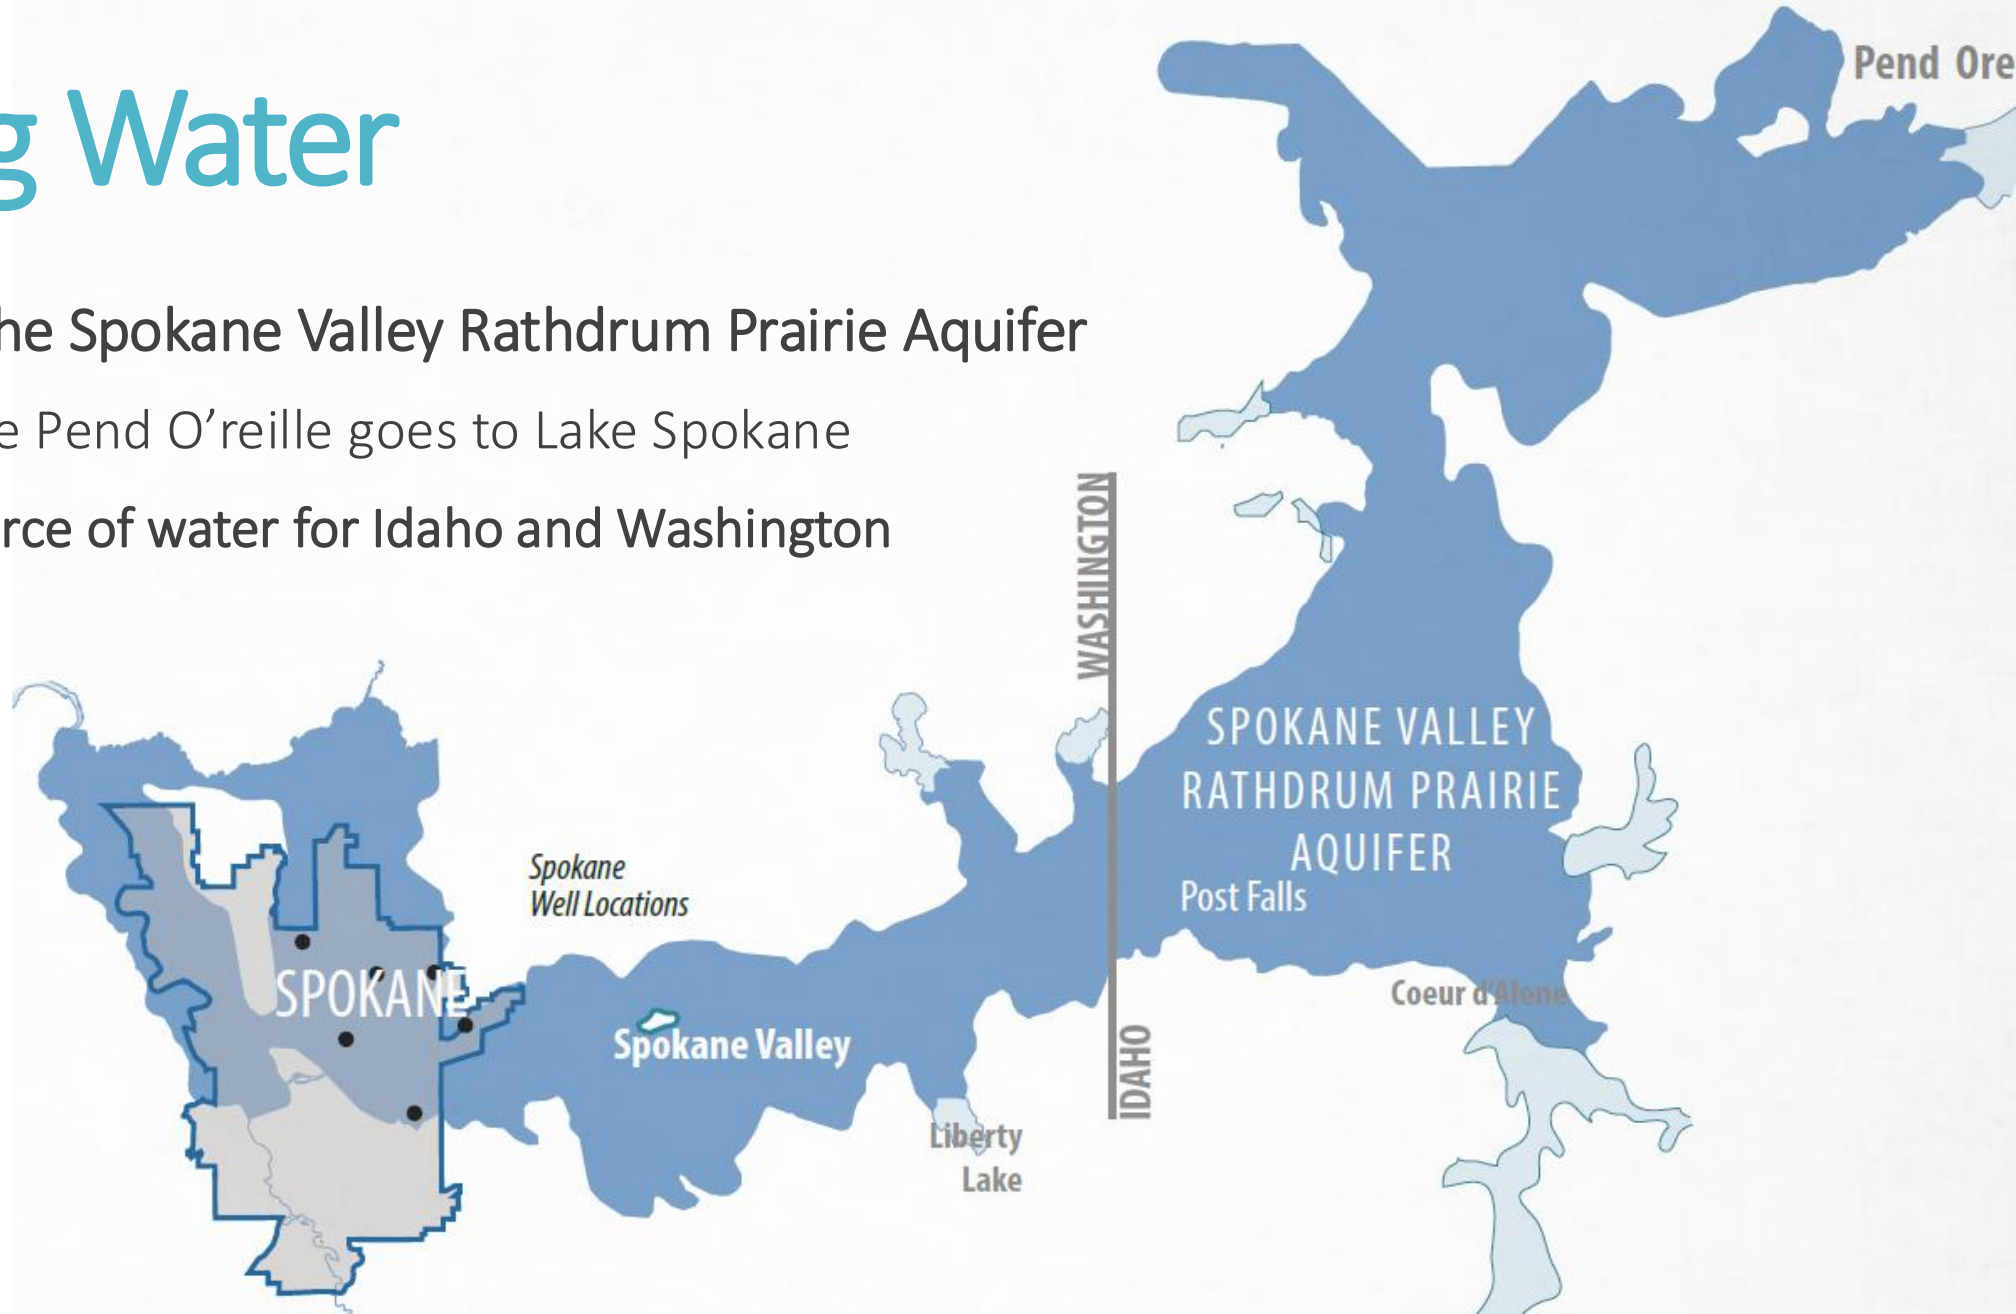 g Water
he Spokane Valley Rathdrum Prairie Aquifer
e Pend O’reille goes to Lake Spokane
rce of water for Idaho and Washington
Pend Ore
WASHINGTON
IDAHO
SPOKANE VALLEY
RATHDRUM PRAIRIE
AQUIFER
Post Falls
Coeur d'Alene
Spokane
Well Locations
SPOKANE
Spokane Valley
Liberty
Lake